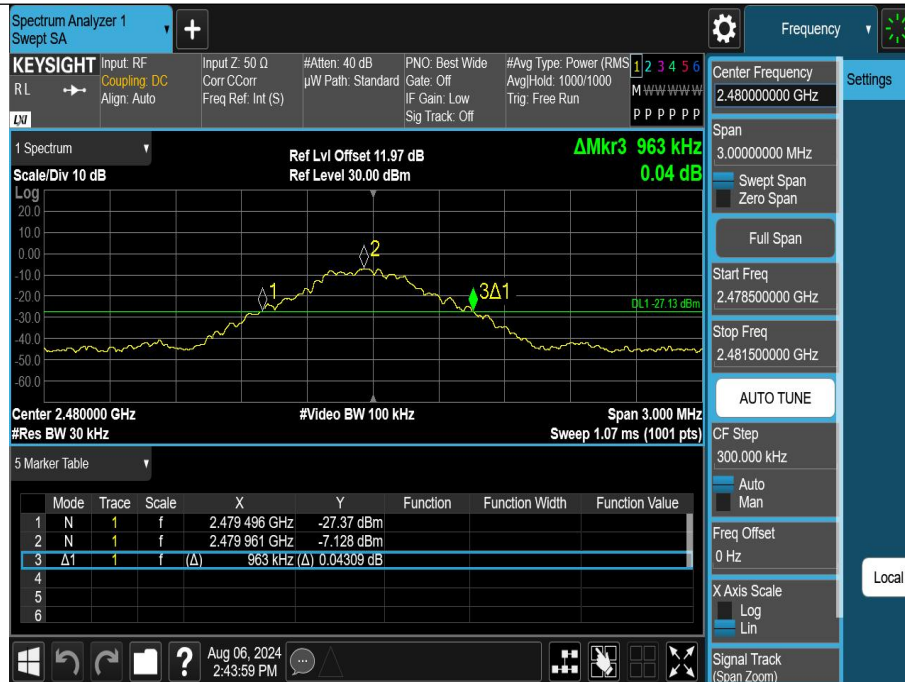 Spectrum Analyzer 1
Swept SA
+
Frequency
KEYSIGHT
RL
LXI
Input: RF
Coupling: DC
Align: Auto
Input Z: 50 Ω
Corr CCorr
Freq Ref: Int (S)
#Atten: 40 dB
µW Path: Standard
PNO: Best Wide
Gate: Off
IF Gain: Low
Sig Track: Off
#Avg Type: Power (RMS
Avg|Hold: 1000/1000
Trig: Free Run
1 2 3 4 5 6
M W W W W W
P P P P P P
1 Spectrum
Scale/Div 10 dB
Ref Lvl Offset 11.97 dB
Ref Level 30.00 dBm
ΔMkr3 963 kHz
0.04 dB
Log
20.0
10.0
0.00
-10.0
-20.0
-30.0
-40.0
-50.0
-60.0
2
1
3Δ1
DL1 -27.13 dBm
Center 2.480000 GHz
#Video BW 100 kHz
Span 3.000 MHz
#Res BW 30 kHz
Sweep 1.07 ms (1001 pts)
5 Marker Table
Mode Trace Scale X Y Function Function Width Function Value
1 N 1 f 2.479 496 GHz -27.37 dBm
2 N 1 f 2.479 961 GHz -7.128 dBm
3 Δ1 1 f (Δ) 963 kHz (Δ) 0.04309 dB
4
5
6
?
Aug 06, 2024
2:43:59 PM
Center Frequency
2.480000000 GHz
Span
3.00000000 MHz
Swept Span
Zero Span
Full Span
Start Freq
2.478500000 GHz
Stop Freq
2.481500000 GHz
AUTO TUNE
CF Step
300.000 kHz
Auto
Man
Freq Offset
0 Hz
X Axis Scale
Log
Lin
Signal Track
(Span Zoom)
Settings
Local